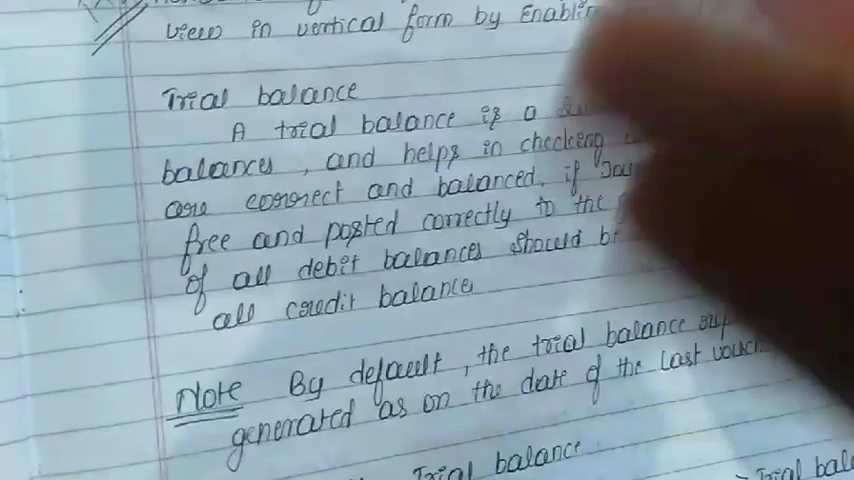 view in vertical form by
Trial balance
A trial balance is a
balances, and helps in checking
are correct and balanced. if
free and posted correctly to the
of all debit balances should be
all credit balance
Note By default, the trial balance
generated as on the date of the last
Trial balance
Trial